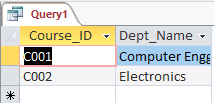 Query1
Course_ID Dept_Name
C001 Computer Engg
C002 Electronics